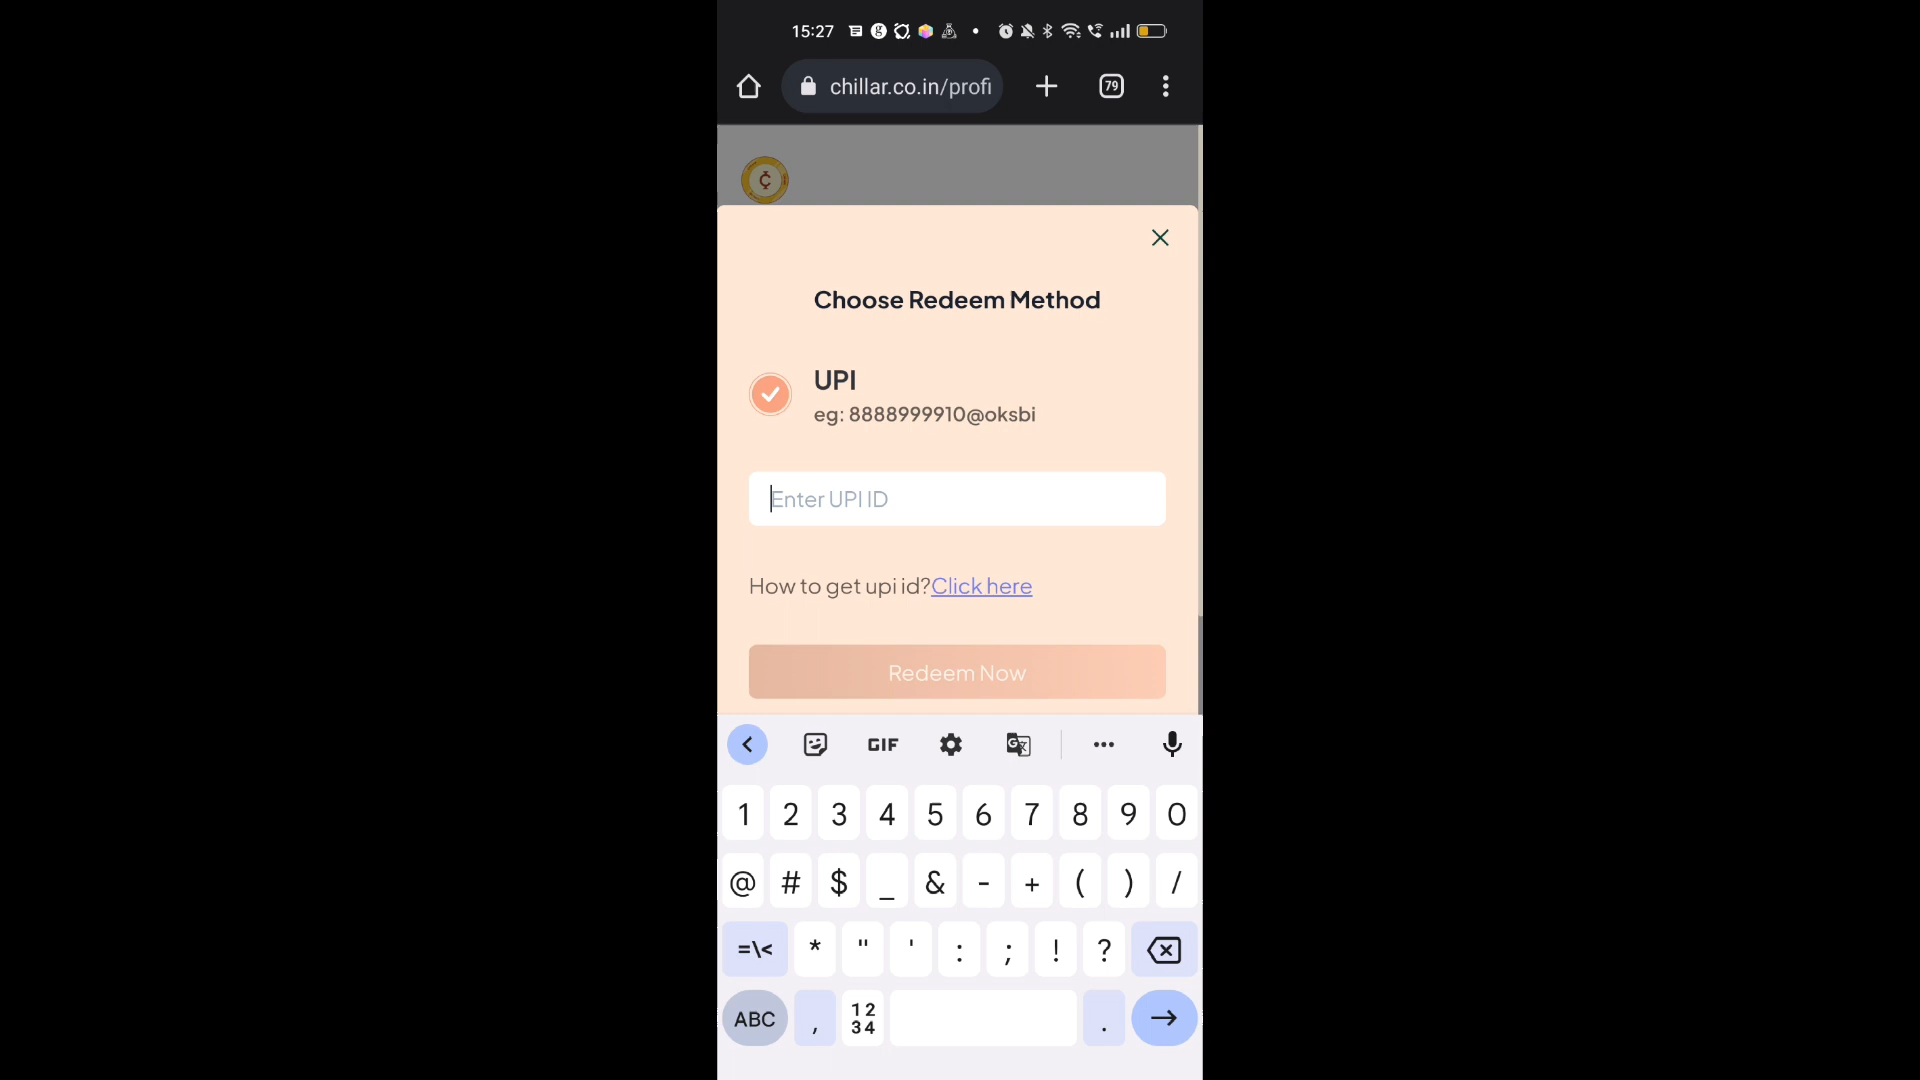 15:27
chillar.co.in/profi
79
Choose Redeem Method
UPI
eg: 8888999910@oksbi
Enter UPI ID
How to get upi id?Click here
Redeem Now
GIF
1 2 3 4 5 6 7 8 9 0
@ # $ _ & - + ( ) /
=\< * " ' : ; ! ?
ABC , 12 34 .